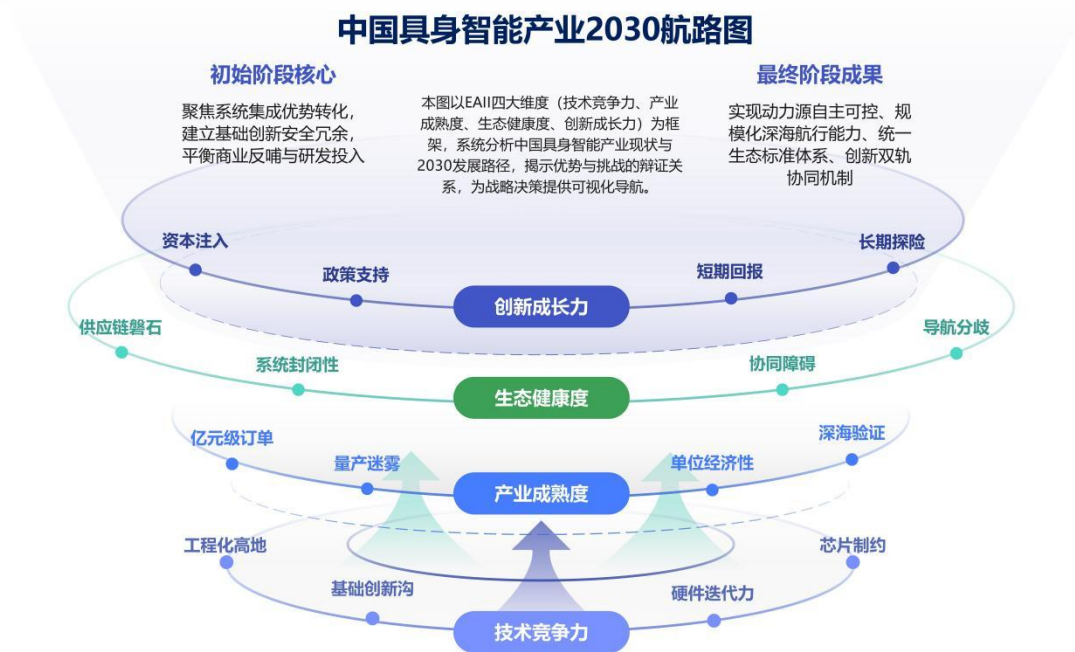 中国具身智能产业2030航路图
初始阶段核心
聚焦系统集成优势转化，
建立基础创新安全冗余，
平衡商业反哺与研发投入
本图以EAII四大维度（技术竞争力、产业
成熟度、生态健康度、创新成长力）为框
架，系统分析中国具身智能产业现状与
2030发展路径，揭示优势与挑战的辩证关
系，为战略决策提供可视化导航。
最终阶段成果
实现动力源自主可控、规
模化深海航行能力、统一
生态标准体系、创新双轨
协同机制
资本注入
政策支持
创新成长力
短期回报
长期探险
供应链磐石
系统封闭性
生态健康度
协同障碍
导航分歧
亿元级订单
量产迷雾
产业成熟度
单位经济性
深海验证
工程化高地
基础创新沟
技术竞争力
硬件迭代力
芯片制约